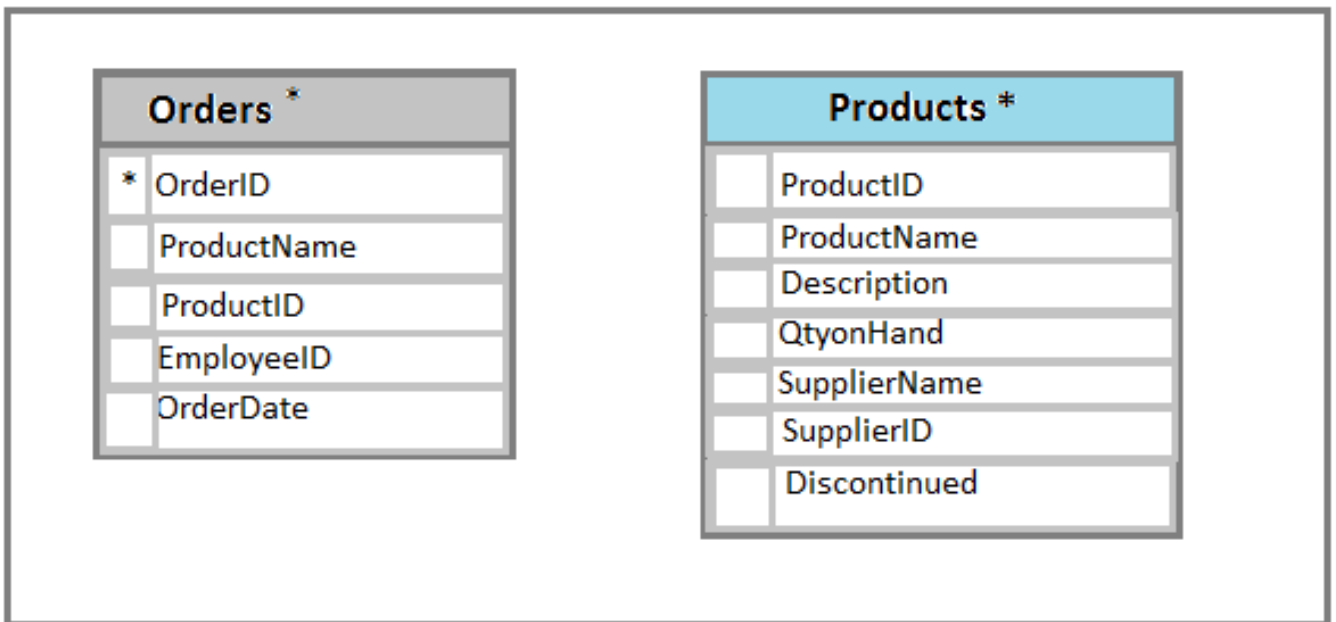 Orders *
* OrderID
ProductName
ProductID
EmployeeID
OrderDate
Products *
ProductID
ProductName
Description
QtyonHand
SupplierName
SupplierID
Discontinued